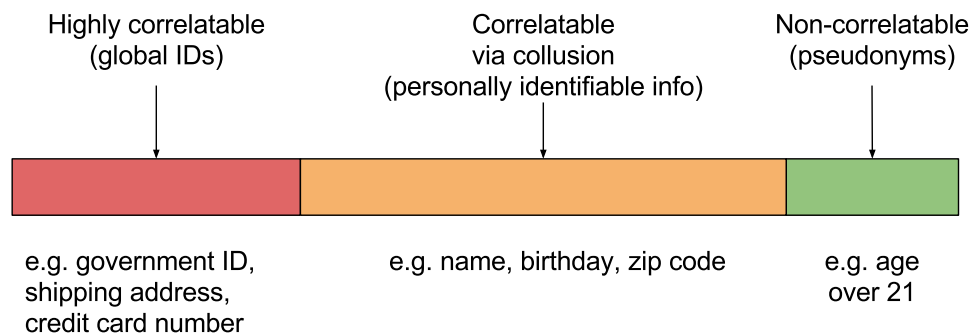 Highly correlatable
(global IDs)
Correlatable
via collusion
(personally identifiable info)
Non-correlatable
(pseudonyms)
e.g. government ID,
shipping address,
credit card number
e.g. name, birthday, zip code
e.g. age
over 21